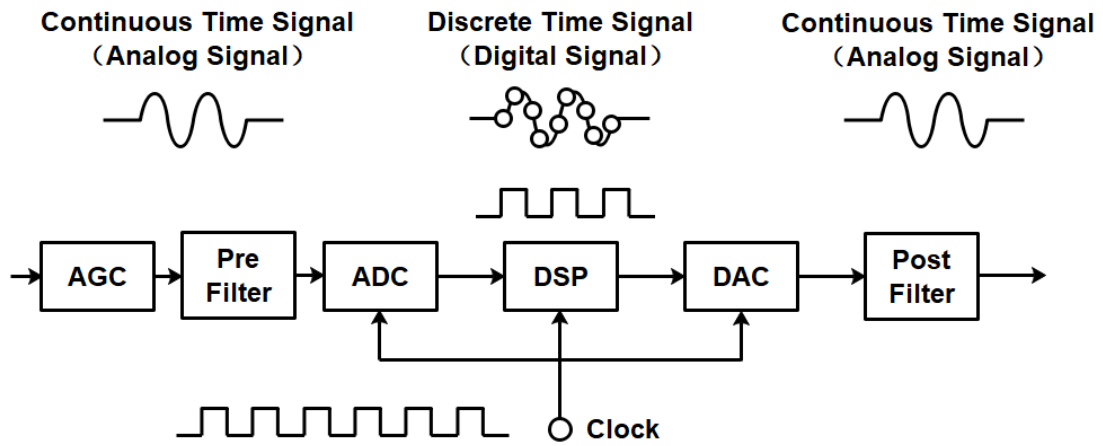 Continuous Time Signal
（Analog Signal）
Discrete Time Signal
（Digital Signal）
Continuous Time Signal
（Analog Signal）
AGC
Pre
Filter
ADC
DSP
DAC
Post
Filter
Clock